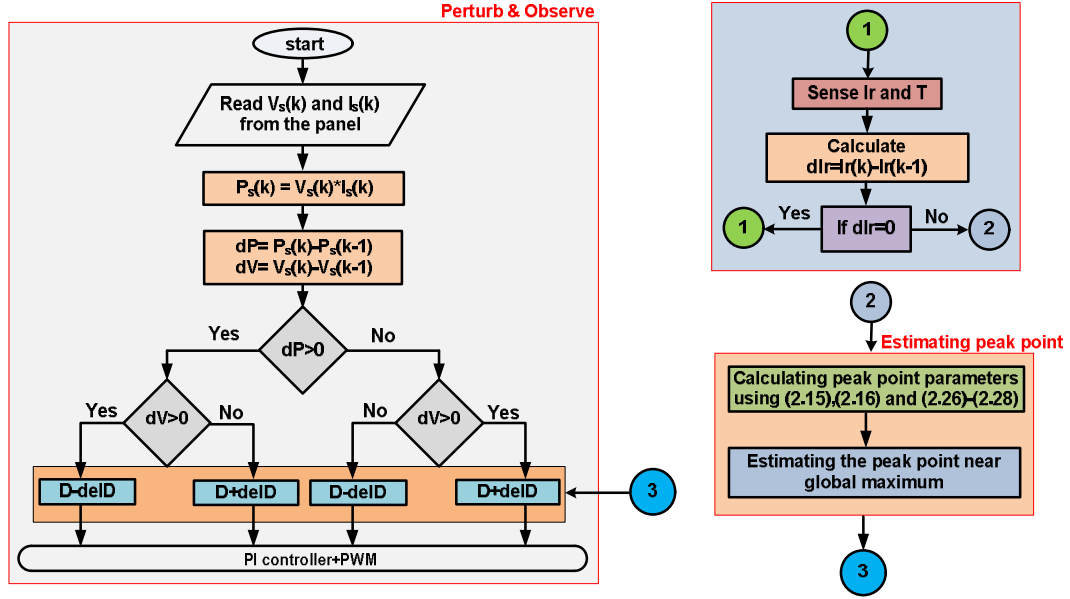 Perturb & Observe
start
Read Vs(k) and Is(k)
from the panel
Ps(k) = Vs(k)*Is(k)
dP= Ps(k)–Ps(k-1)
dV= Vs(k)–Vs(k-1)
Yes
No
dP>0
Yes
dV>0
No
No
dV>0
Yes
D–delD
D+delD
D–delD
D+delD
3
PI controller+PWM
1
Sense Ir and T
Calculate
dIr=Ir(k)-Ir(k-1)
Yes
No
1
If dIr=0
2
2
Estimating peak point
Calculating peak point parameters
using (2.15),(2.16) and (2.26)–(2.28)
Estimating the peak point near
global maximum
3